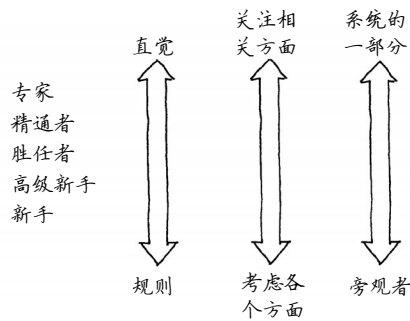 直觉
关注相
关方面
系统的
一部分
专家
精通者
胜任者
高级新手
新手
规则
考虑各
个方面
旁观者